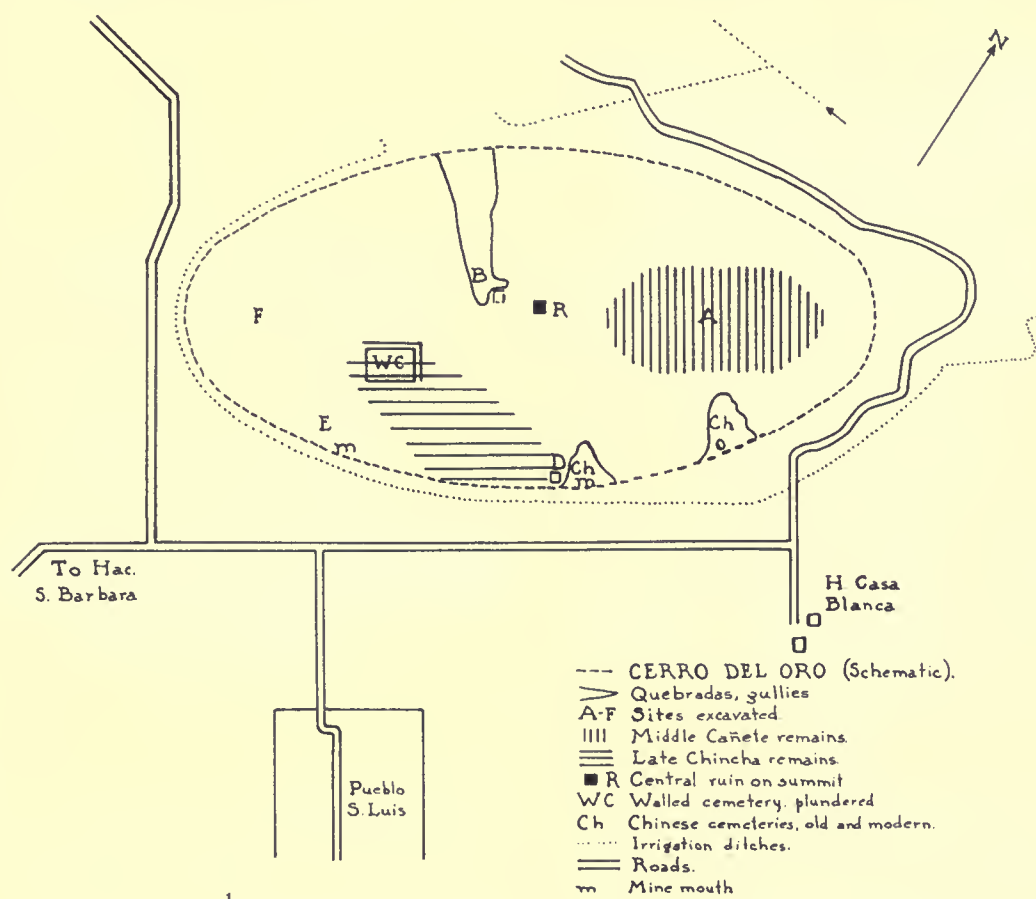 N
B
R
A
F
WC
Ch
o
E
m
D
Ch
m
To Hac.
S. Barbara
H. Casa
Blanca
Pueblo
S. Luis
CERRO DEL ORO (Schematic).
Quebradas, gullies
A-F Sites excavated.
Middle Cañete remains.
Late Chincha remains.
R Central ruin on summit
WC Walled cemetery, plundered
Ch Chinese cemeteries, old and modern.
Irrigation ditches.
Roads.
m Mine mouth